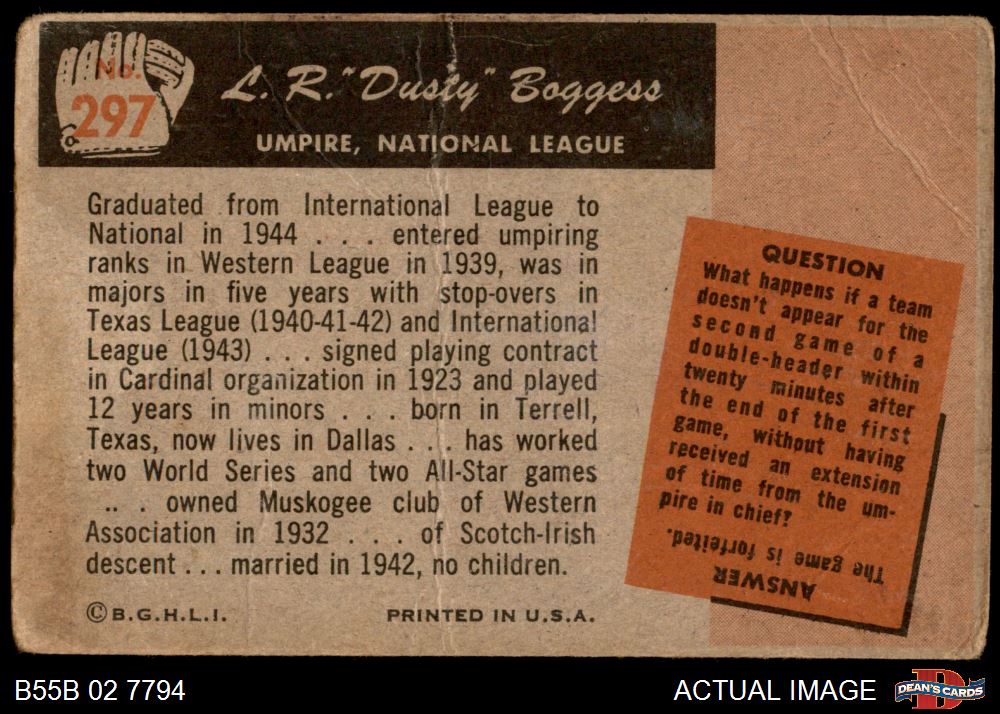 No.
297
L. R. "Dusty" Boggess
UMPIRE, NATIONAL LEAGUE
Graduated from International League to
National in 1944 . . . entered umpiring
ranks in Western League in 1939, was in
majors in five years with stop-overs in
Texas League (1940-41-42) and International
League (1943) . . . signed playing contract
in Cardinal organization in 1923 and played
12 years in minors . . . born in Terrell,
Texas, now lives in Dallas . . . has worked
two World Series and two All-Star games
.. . owned Muskogee club of Western
Association in 1932 . . . of Scotch-Irish
descent . . . married in 1942, no children.
© B.G.H.L.I. PRINTED IN U.S.A.
QUESTION
What happens if a team
doesn't appear for the
second game of a
double-header within
twenty minutes after
the end of the first
game, without having
received an extension
of time from the um-
pire in chief?
ANSWER
The game is forfeited.
B55B 02 7794
ACTUAL IMAGE
D
DEAN'S CARDS